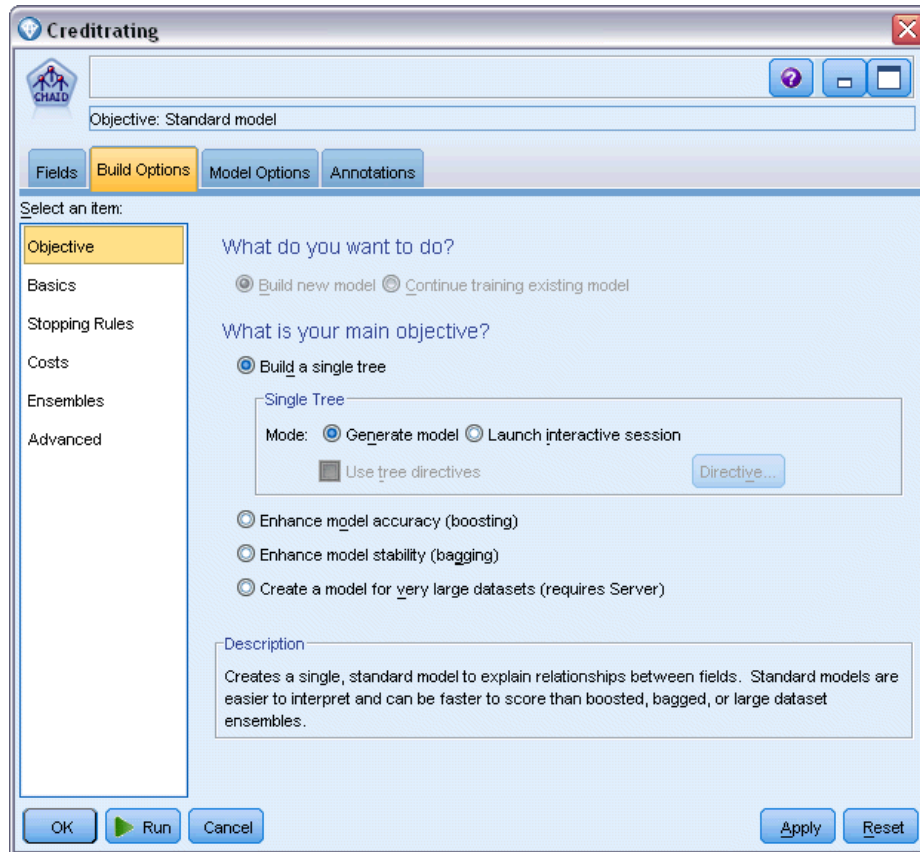 Creditrating
CHAID
Objective: Standard model
Fields Build Options Model Options Annotations
Select an item:
Objective
Basics
Stopping Rules
Costs
Ensembles
Advanced
What do you want to do?
Build new model Continue training existing model
What is your main objective?
Build a single tree
Single Tree
Mode: Generate model Launch interactive session
Use tree directives Directive...
Enhance model accuracy (boosting)
Enhance model stability (bagging)
Create a model for very large datasets (requires Server)
Description
Creates a single, standard model to explain relationships between fields. Standard models are
easier to interpret and can be faster to score than boosted, bagged, or large dataset
ensembles.
OK Run Cancel Apply Reset